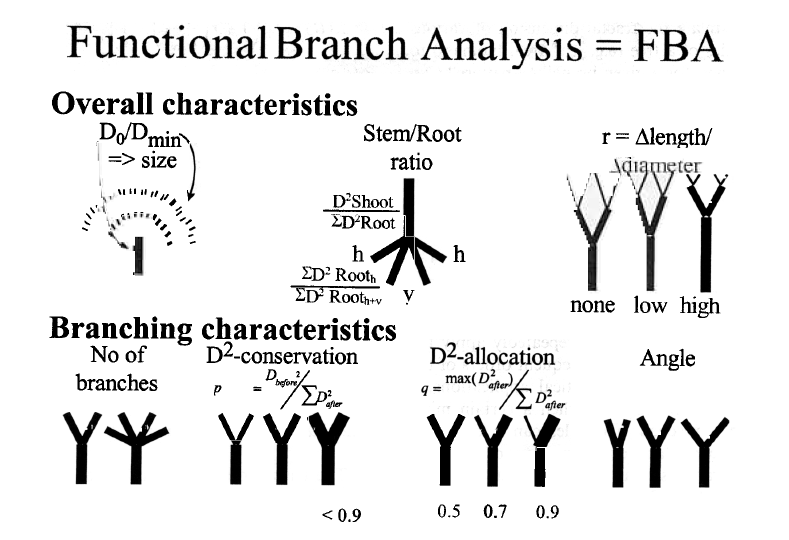 Functional Branch Analysis = FBA
Overall characteristics
D₀/Dmin
=> size
Stem/Root
ratio
D²Shoot
ΣD²Root
h
h
ΣD² Rootₕ
ΣD² Rootₕ₊ᵥ
v
r = Δlength/
Δdiameter
none low high
Branching characteristics
No of
branches
D²-conservation
p = D²before/ΣD²after
< 0.9
D²-allocation
q = max(D²after)/ΣD²after
0.5 0.7 0.9
Angle